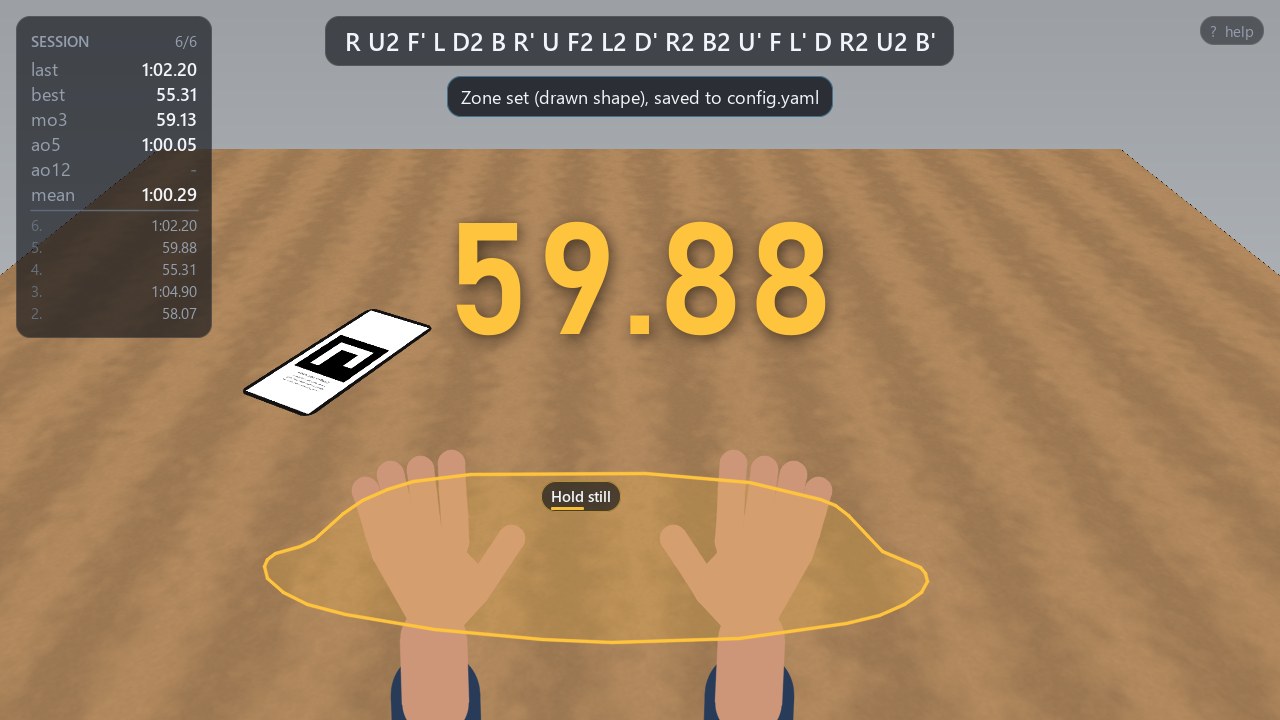 SESSION 6/6
last 1:02.20
best 55.31
mo3 59.13
ao5 1:00.05
ao12 -
mean 1:00.29
6. 1:02.20
5. 59.88
4. 55.31
3. 1:04.90
2. 58.07
R U2 F' L D2 B R' U F2 L2 D' R2 B2 U' F L' D R2 U2 B'
Zone set (drawn shape), saved to config.yaml
? help
59.88
Hold still